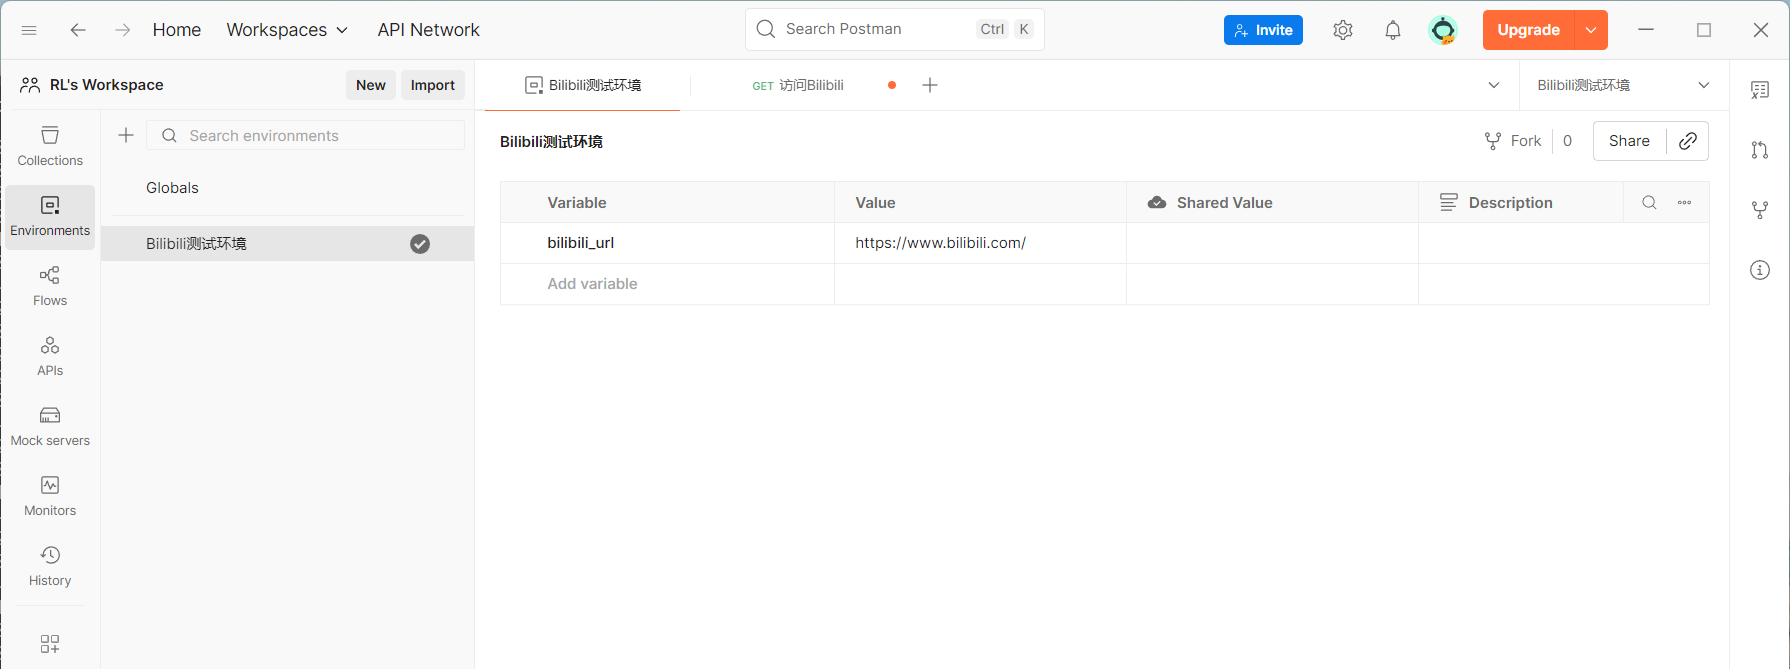 Home Workspaces API Network Search Postman Ctrl K Invite Upgrade
RL's Workspace New Import
Bilibili测试环境 GET 访问Bilibili Bilibili测试环境
Collections
Environments
Flows
APIs
Mock servers
Monitors
History
Search environments
Globals
Bilibili测试环境
Bilibili测试环境 Fork 0 Share
Variable Value Shared Value Description
bilibili_url https://www.bilibili.com/
Add variable